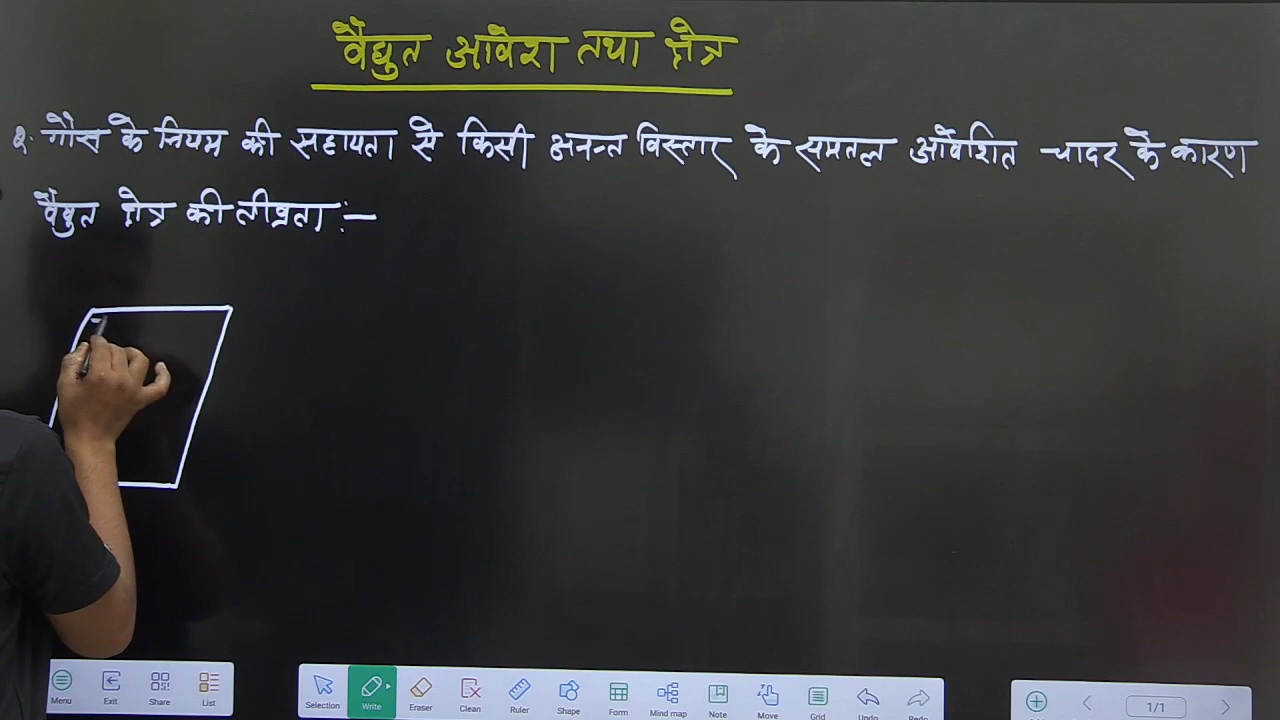 वैद्युत आवेश तथा क्षेत्र
2. गौस के नियम की सहायता से किसी अनन्त विस्तार के समतल आवेशित चादर के कारण
वैद्युत क्षेत्र की तीव्रता :-
Menu Exit Share List Selection Write Eraser Clean Ruler Shape Form Mind map Note Move Grid Undo Redo 1/1